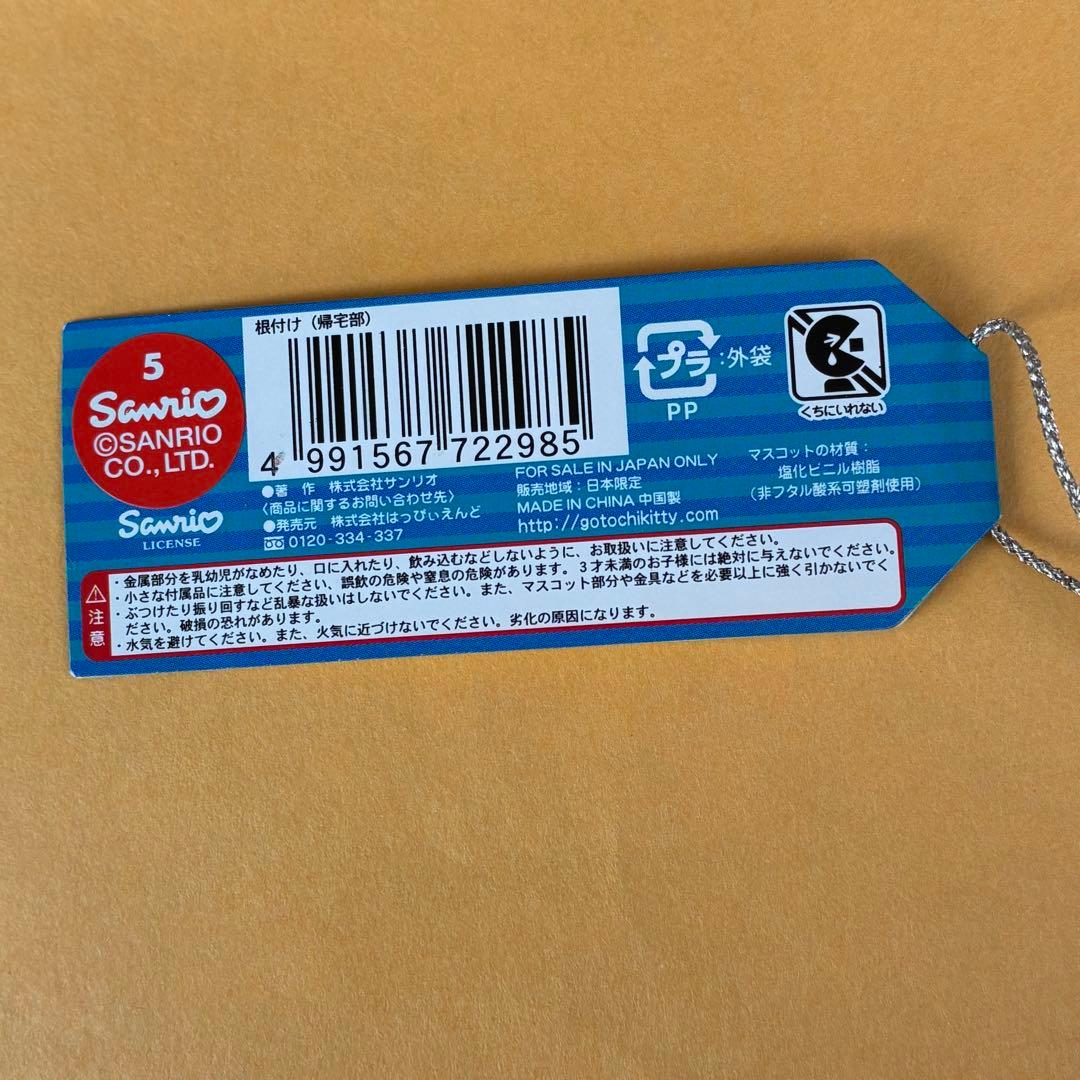 5
Sanrio
©SANRIO
CO.,LTD.
Sanrio
LICENSE
根付け（帰宅部）
4 991567 722985
●著　作　株式会社サンリオ
〈商品に関するお問い合わせ先〉
●発売元　株式会社はっぴぃえんど
0120-334-337
プラ:外袋
PP
くちにいれない
FOR SALE IN JAPAN ONLY
販売地域：日本限定
MADE IN CHINA 中国製
http://gotochikitty.com
マスコットの材質：
塩化ビニル樹脂
（非フタル酸系可塑剤使用）
注意
・金属部分を乳幼児がなめたり、口に入れたり、飲み込むなどしないように、お取扱いに注意してください。
・小さな付属品に注意してください、誤飲の危険や窒息の危険があります。３才未満のお子様には絶対に与えないでください。
・ぶつけたり振り回すなど乱暴な扱いはしないでください。また、マスコット部分や金具などを必要以上に強く引かないでく
ださい。破損の恐れがあります。
・水気を避けてください。また、火気に近づけないでください。劣化の原因になります。